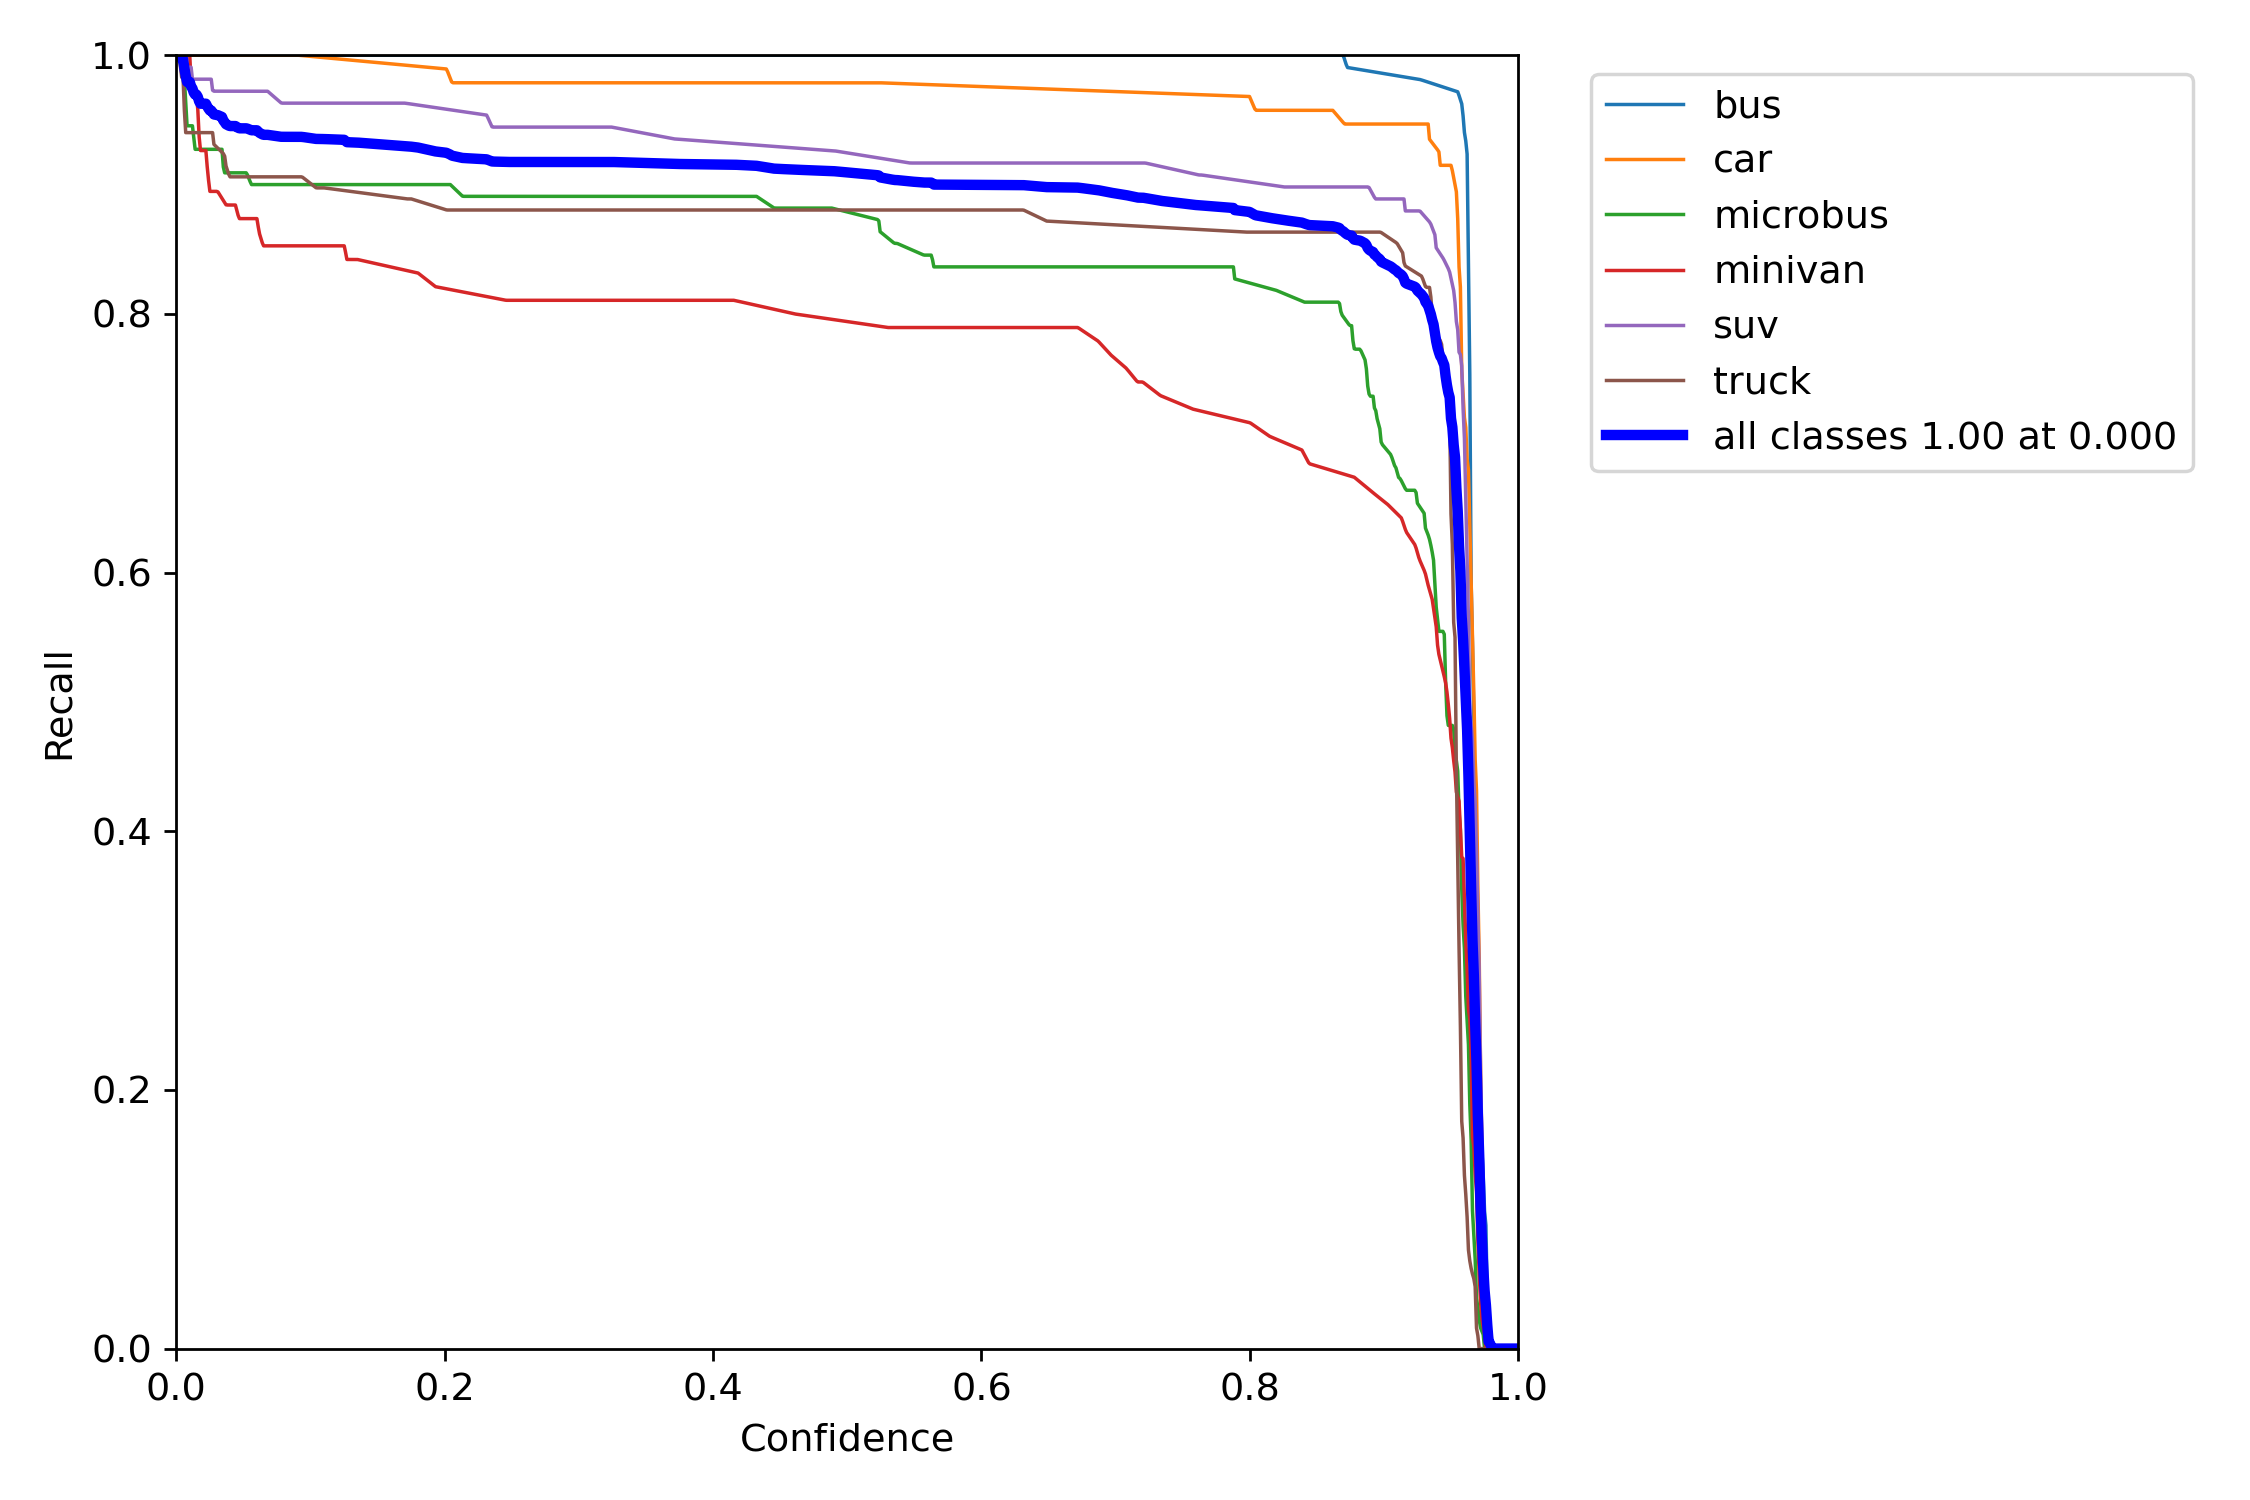 1.0
0.8
0.6
0.4
0.2
0.0
0.0 0.2 0.4 0.6 0.8 1.0
Confidence
Recall
bus
car
microbus
minivan
suv
truck
all classes 1.00 at 0.000